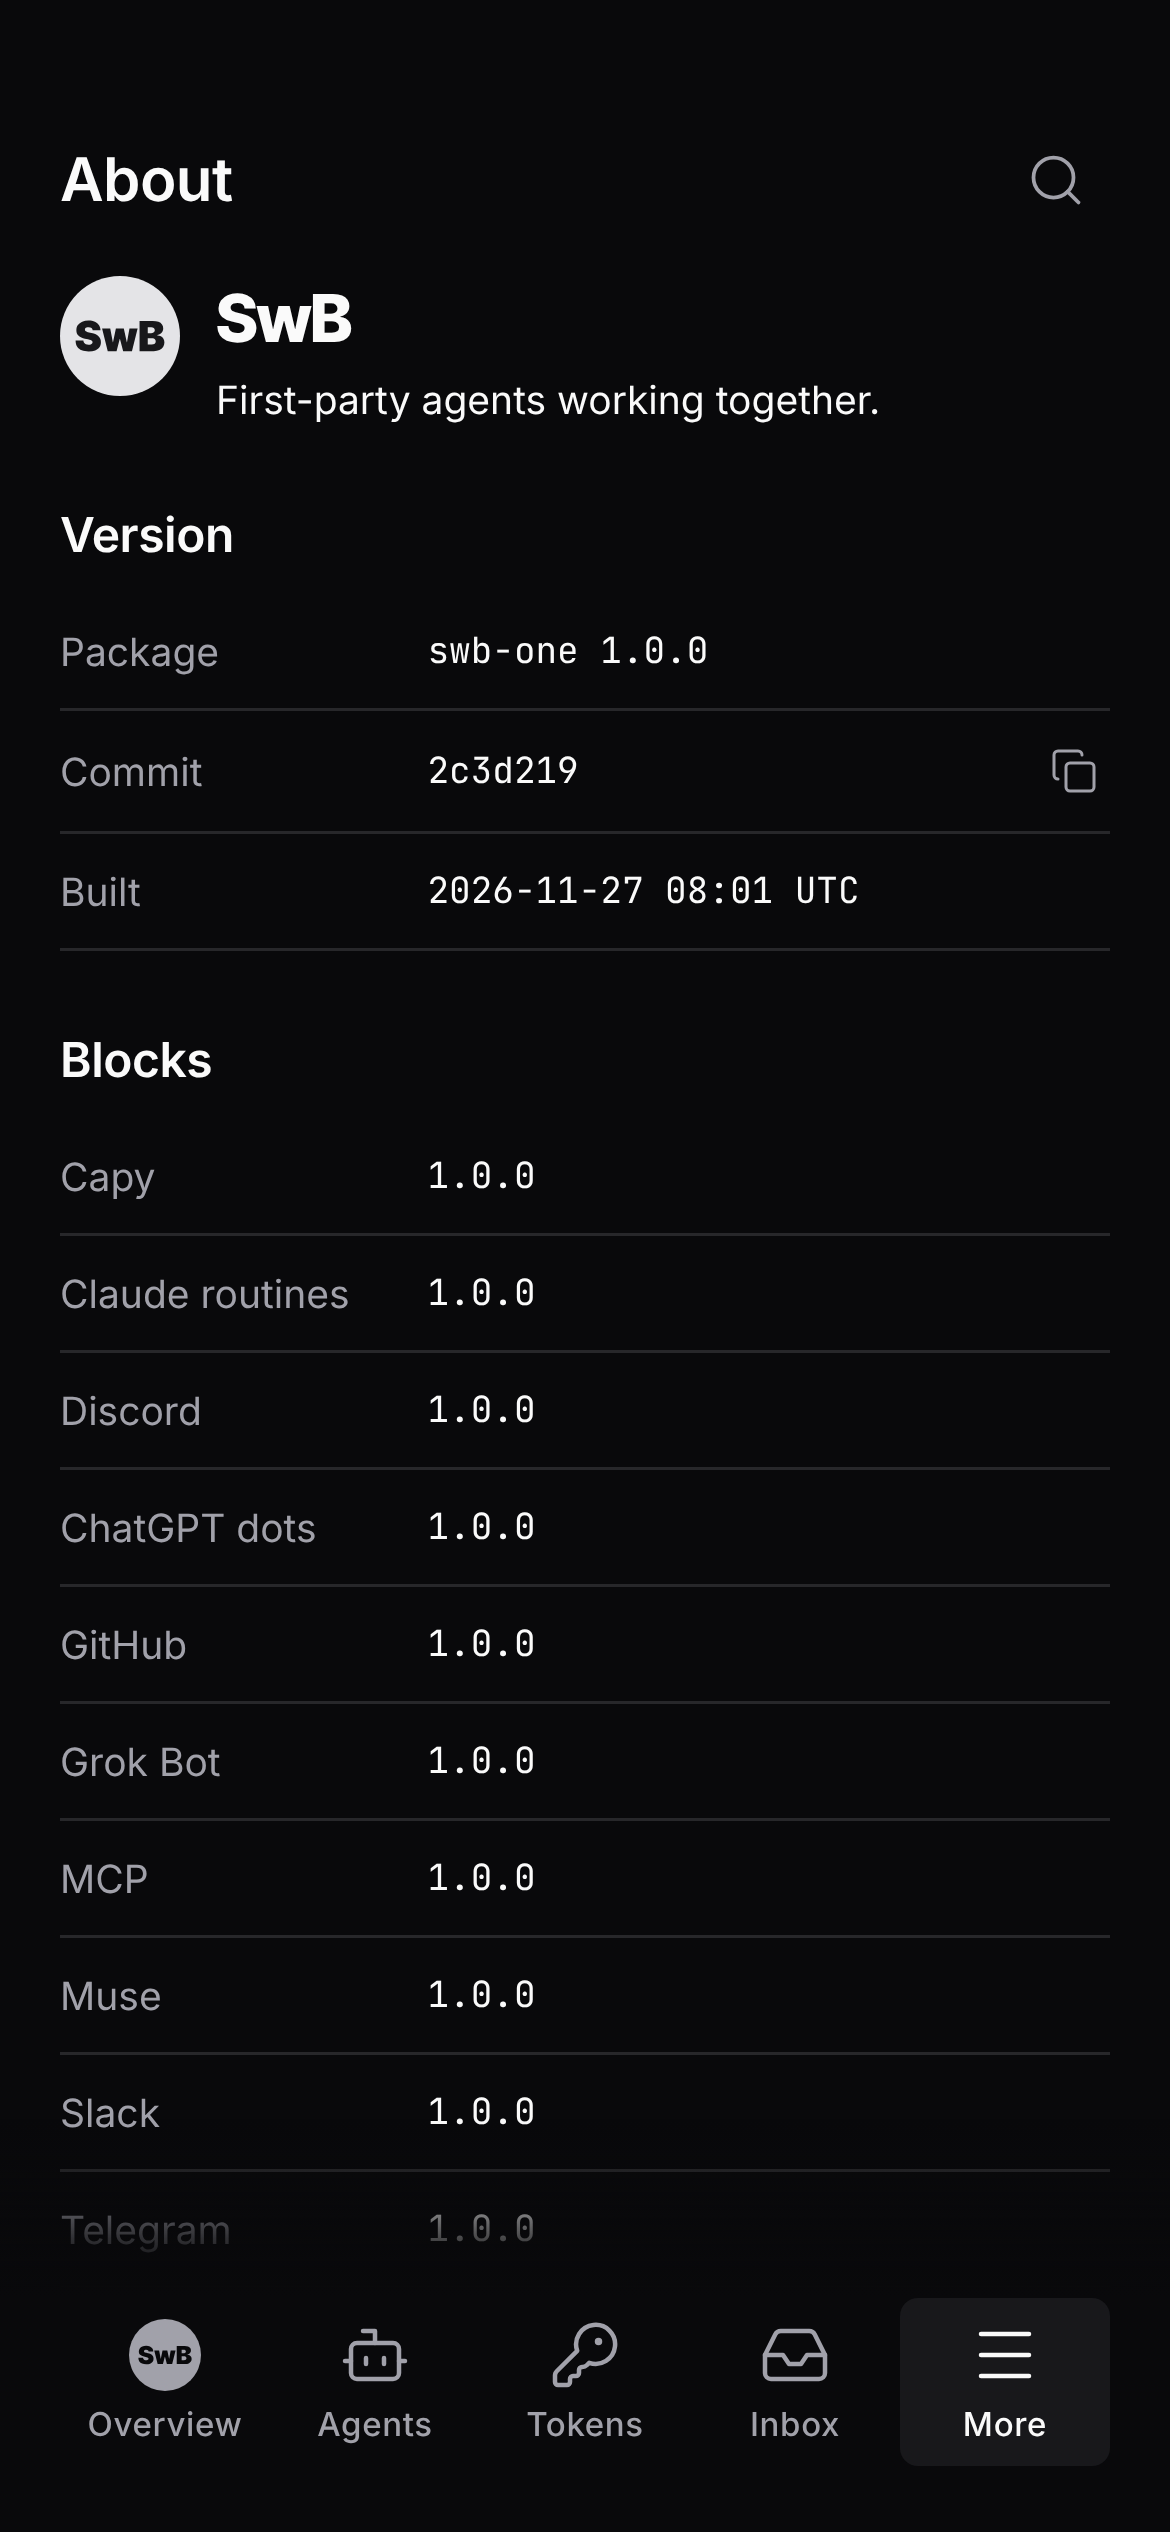 About
SwB
SwB
First-party agents working together.
Version
Package swb-one 1.0.0
Commit 2c3d219
Built 2026-11-27 08:01 UTC
Blocks
Capy 1.0.0
Claude routines 1.0.0
Discord 1.0.0
ChatGPT dots 1.0.0
GitHub 1.0.0
Grok Bot 1.0.0
MCP 1.0.0
Muse 1.0.0
Slack 1.0.0
Telegram 1.0.0
SwB
Overview Agents Tokens Inbox More